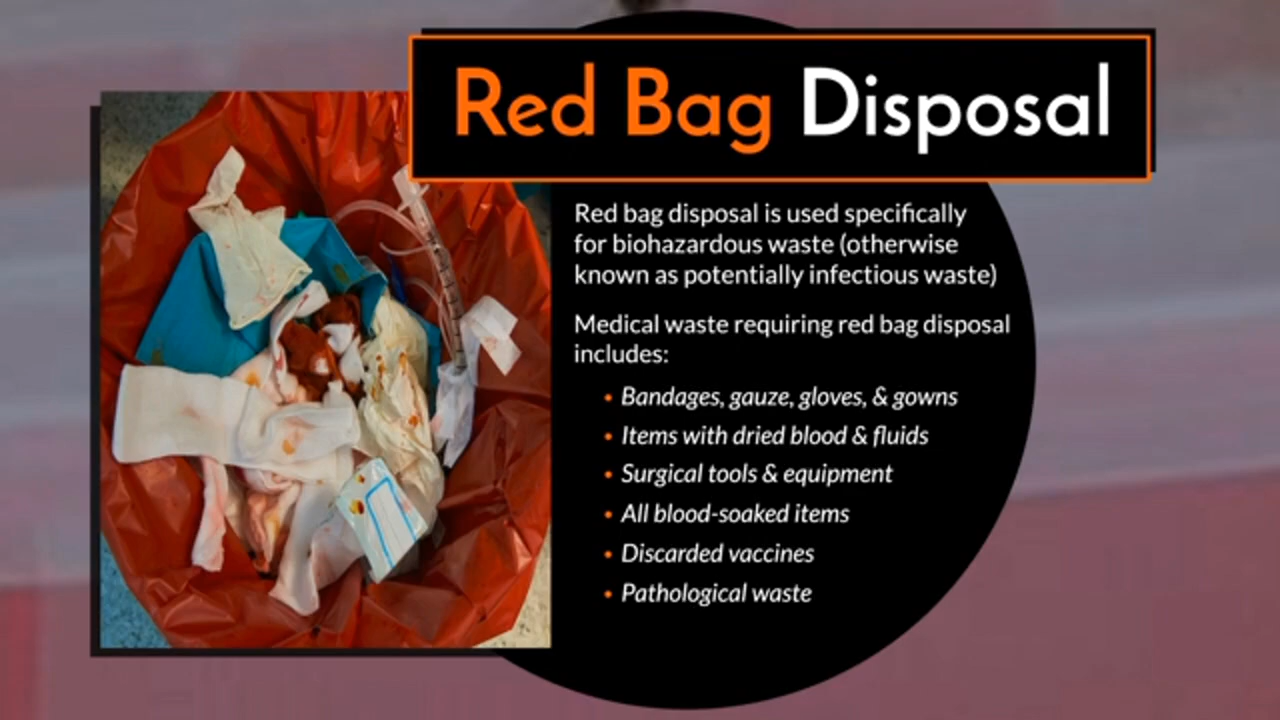 Red Bag Disposal
Red bag disposal is used specifically
for biohazardous waste (otherwise
known as potentially infectious waste)
Medical waste requiring red bag disposal
includes:
• Bandages, gauze, gloves, & gowns
• Items with dried blood & fluids
• Surgical tools & equipment
• All blood-soaked items
• Discarded vaccines
• Pathological waste